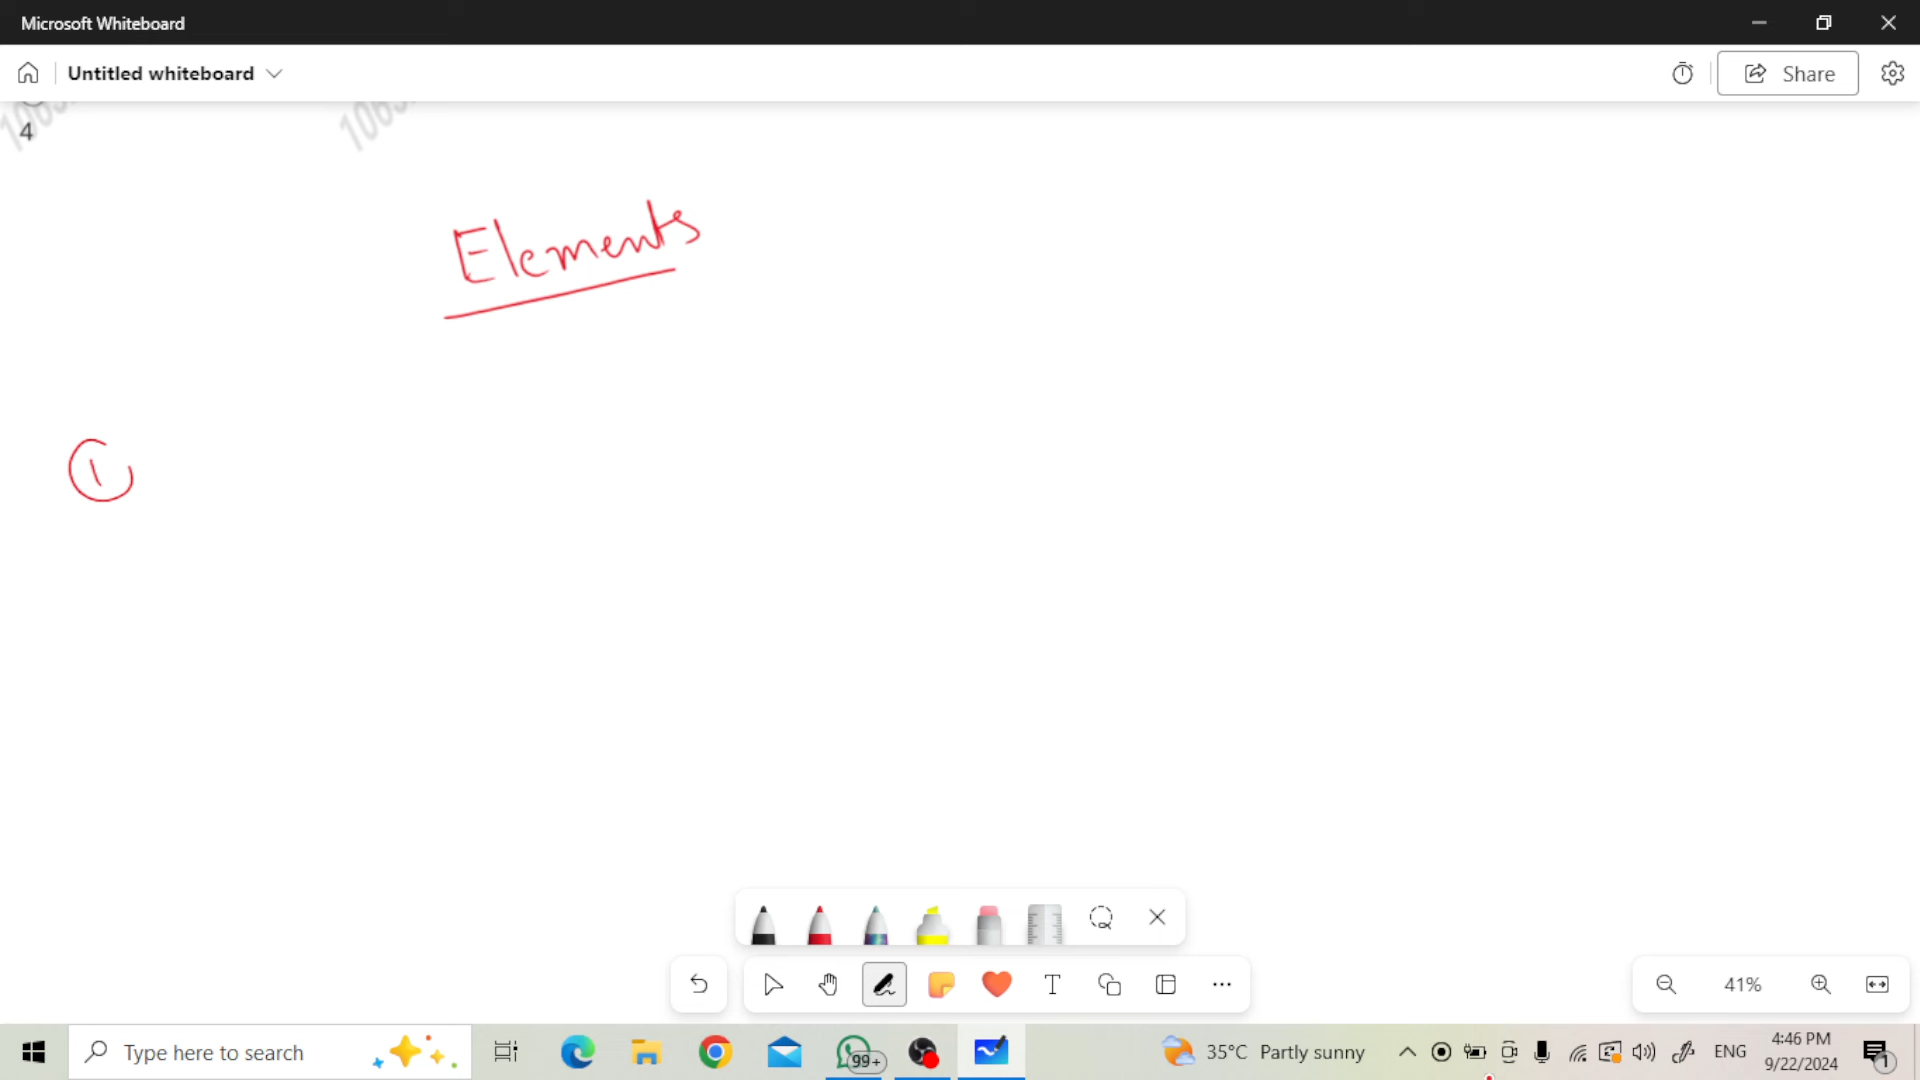 Microsoft Whiteboard
Untitled whiteboard
Share
4
Elements
1
41%
Type here to search
99+
35°C Partly sunny
ENG
4:46 PM
9/22/2024
1